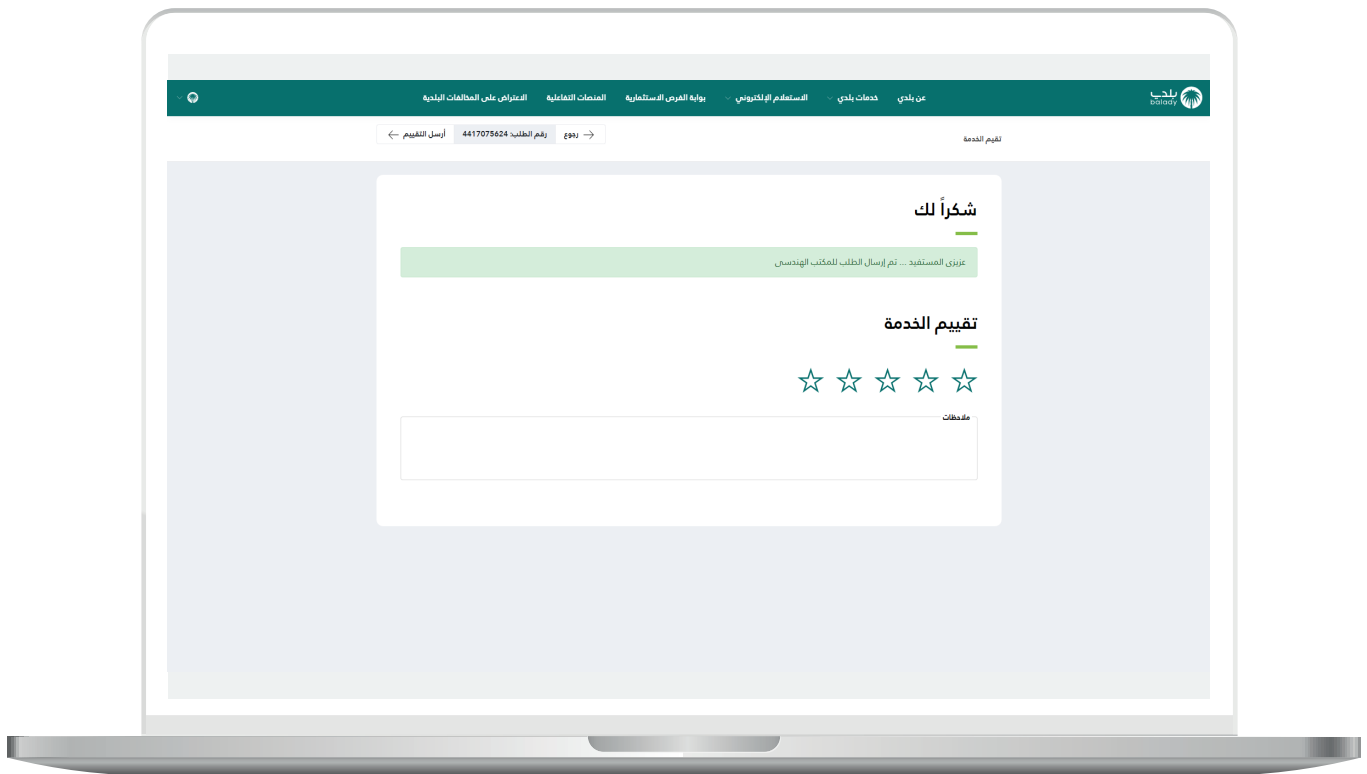 بلدي
balady
عن بلدي
خدمات بلدي
الاستعلام الإلكتروني
بوابة الفرص الاستثمارية
المنصات التفاعلية
الاعتراض على المخالفات البلدية
تقيم الخدمة
رجوع
رقم الطلب: 4417075624
أرسل التقييم
شكراً لك
عزيزي المستفيد ... تم إرسال الطلب للمكتب الهندسي
تقييم الخدمة
ملاحظات